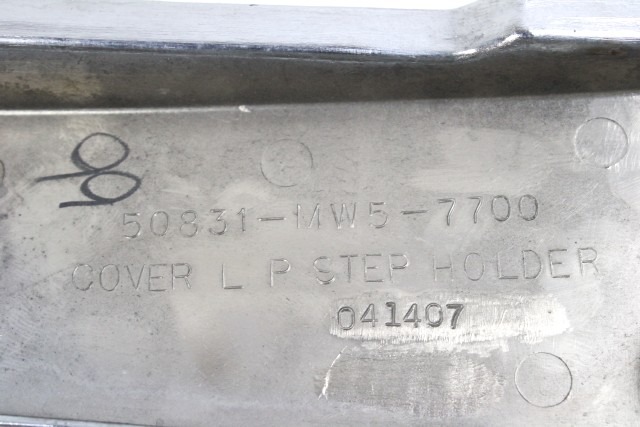 50831-MW5-7700
COVER L P STEP HOLDER
041407